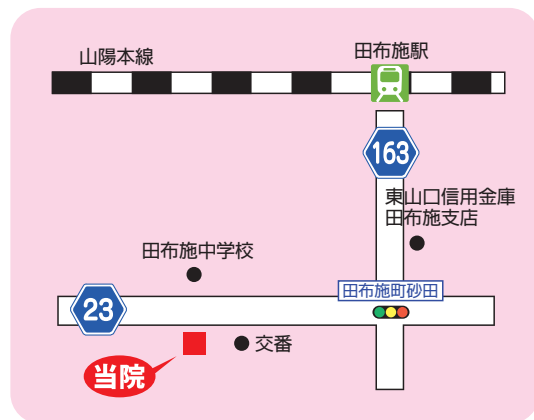 山陽本線
田布施駅
163
東山口信用金庫
田布施支店
田布施中学校
田布施町砂田
23
交番
当院